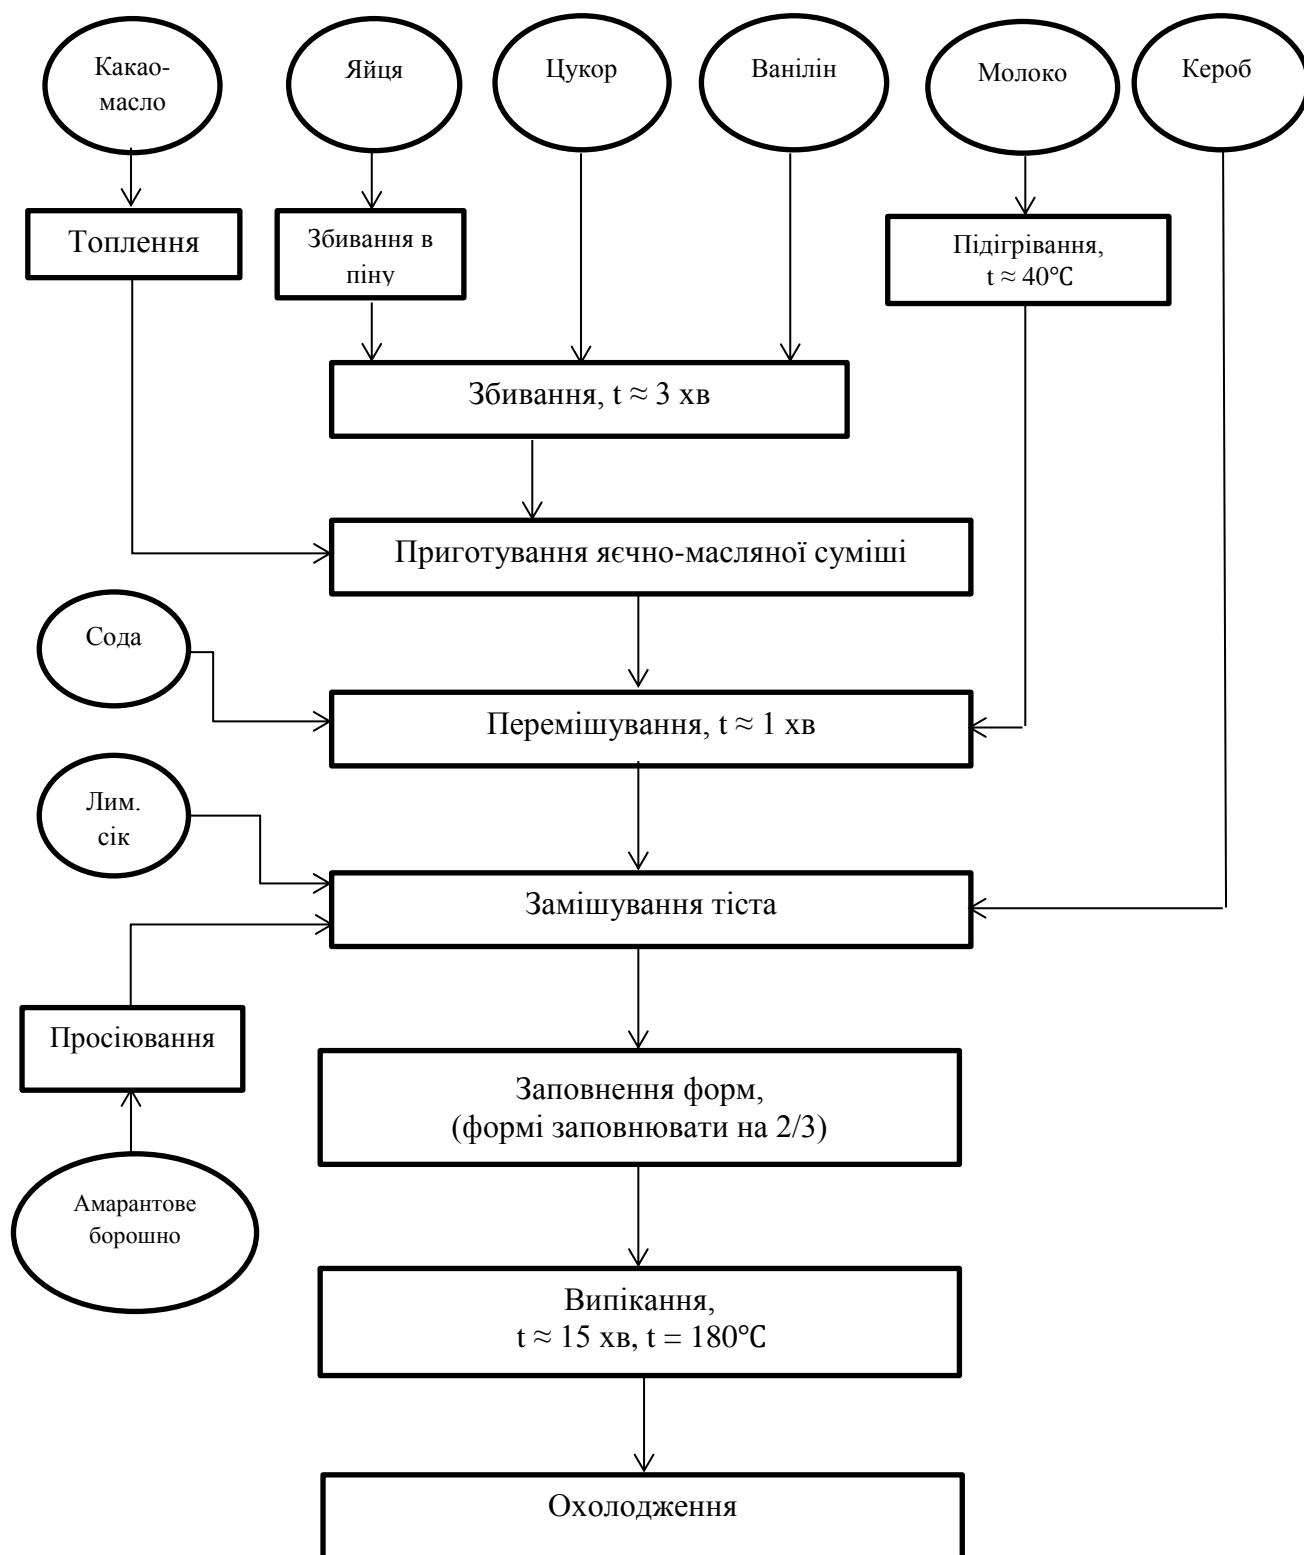 Какао-
масло
Яйця
Цукор
Ванілін
Молоко
Кероб
Топлення
Збивання в
піну
Підігрівання,
t ≈ 40℃
Збивання, t ≈ 3 хв
Приготування яєчно-масляної суміші
Сода
Перемішування, t ≈ 1 хв
Лим.
сік
Замішування тіста
Просіювання
Заповнення форм,
(формі заповнювати на 2/3)
Амарантове
борошно
Випікання,
t ≈ 15 хв, t = 180℃
Охолодження